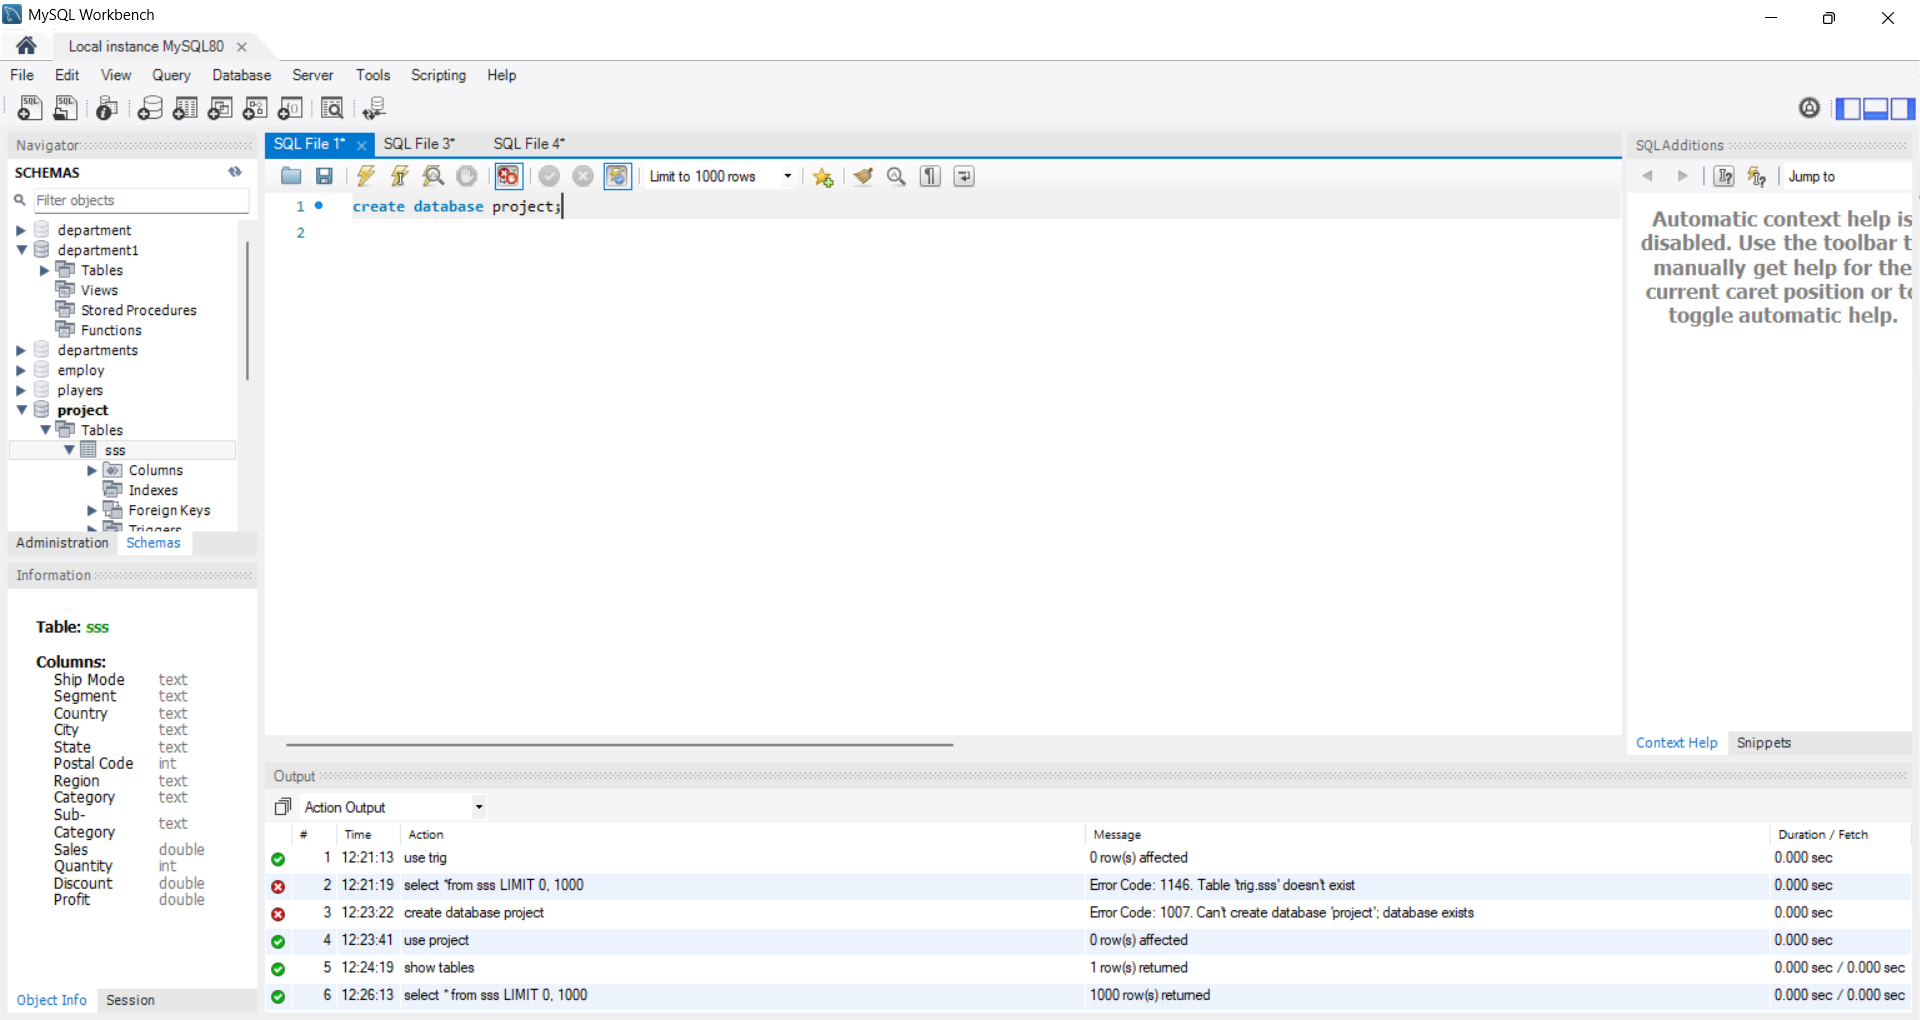 MySQL Workbench
Local instance MySQL80
File Edit View Query Database Server Tools Scripting Help
Navigator
SCHEMAS
Filter objects
department
department1
Tables
Views
Stored Procedures
Functions
departments
employ
players
project
Tables
sss
Columns
Indexes
Foreign Keys
Triggers
Administration Schemas
Information
Table: sss
Columns:
Ship Mode text
Segment text
Country text
City text
State text
Postal Code int
Region text
Category text
Sub-
Category text
Sales double
Quantity int
Discount double
Profit double
Object Info Session
SQL File 1* SQL File 3* SQL File 4*
Limit to 1000 rows
1 create database project;
2
SQLAdditions
Jump to
Automatic context help is
disabled. Use the toolbar t
manually get help for the
current caret position or to
toggle automatic help.
Context Help Snippets
Output
Action Output
# Time Action Message Duration / Fetch
1 12:21:13 use trig 0 row(s) affected 0.000 sec
2 12:21:19 select *from sss LIMIT 0, 1000 Error Code: 1146. Table 'trig.sss' doesn't exist 0.000 sec
3 12:23:22 create database project Error Code: 1007. Can't create database 'project'; database exists 0.000 sec
4 12:23:41 use project 0 row(s) affected 0.000 sec
5 12:24:19 show tables 1 row(s) returned 0.000 sec / 0.000 sec
6 12:26:13 select * from sss LIMIT 0, 1000 1000 row(s) returned 0.000 sec / 0.000 sec